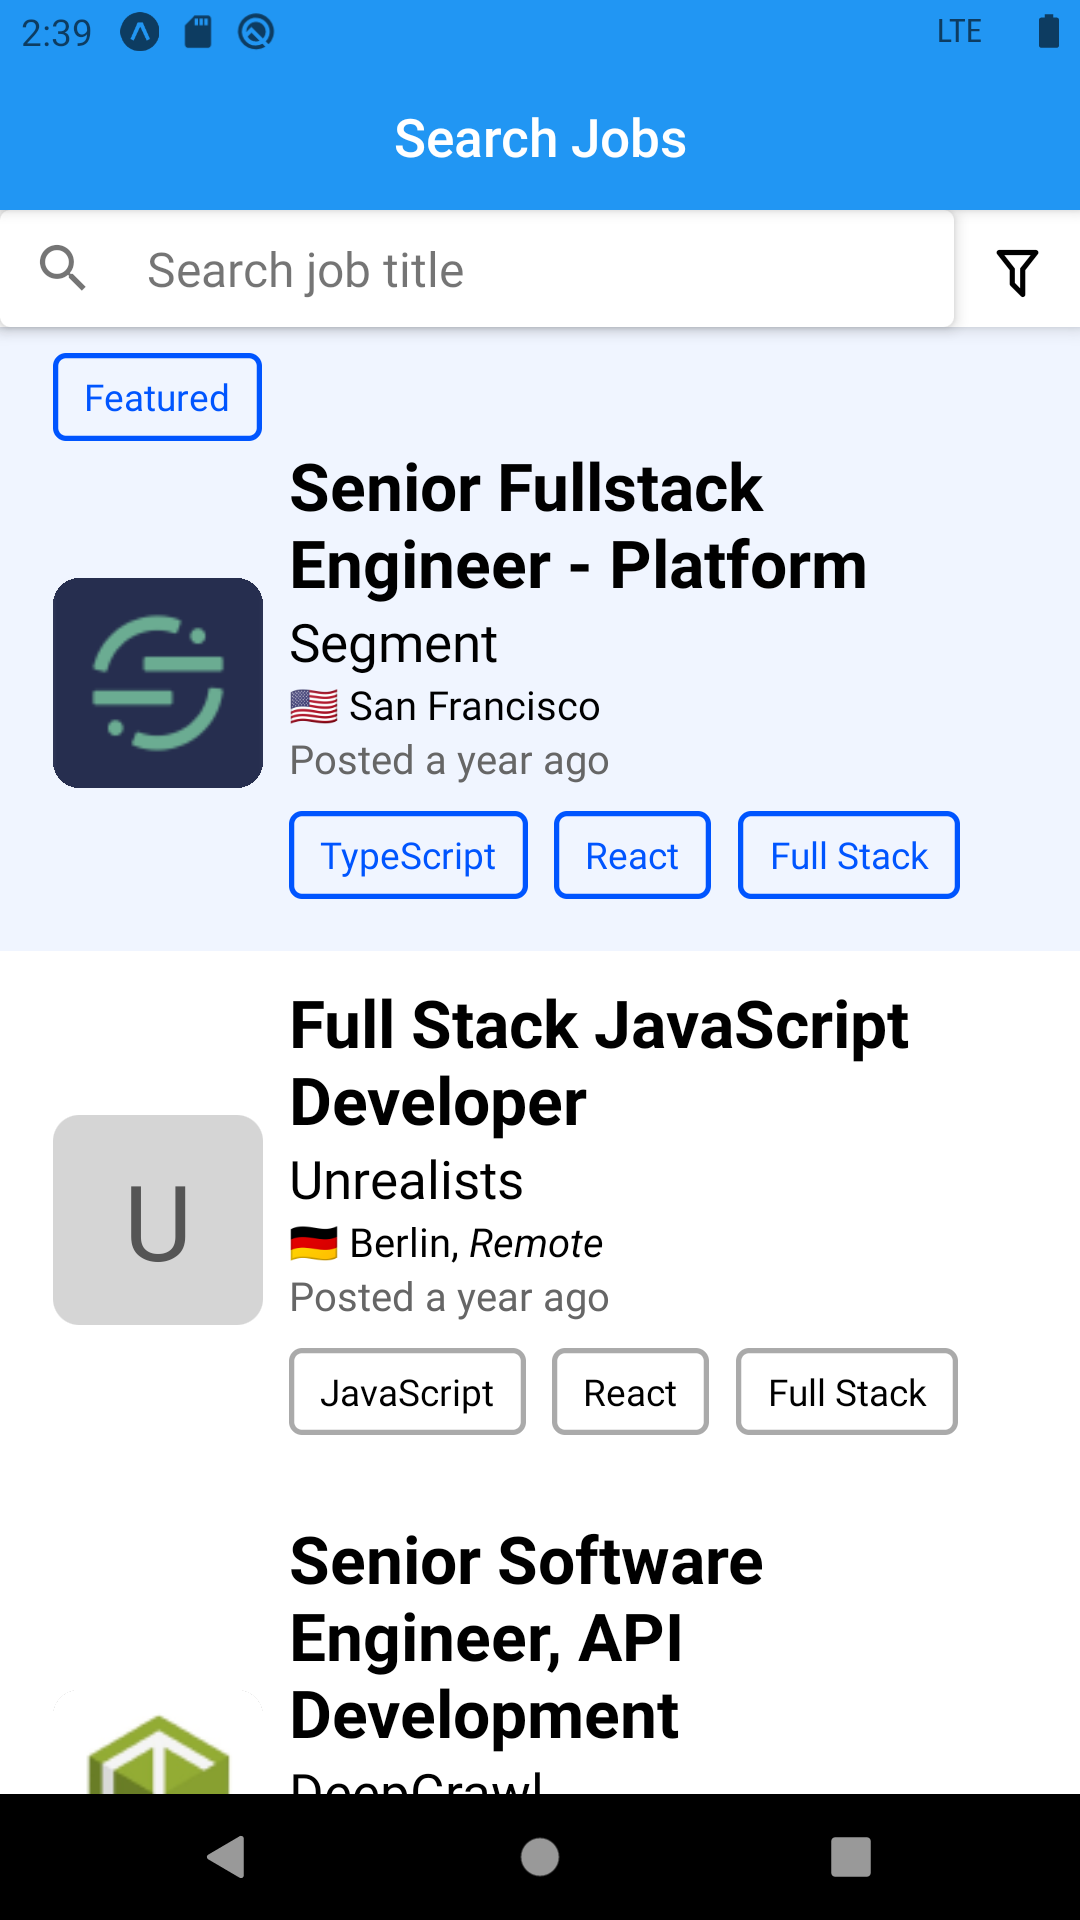 2:39 LTE
Search Jobs
Search job title
Featured
Senior Fullstack
Engineer - Platform
Segment
🇺🇸 San Francisco
Posted a year ago
TypeScript React Full Stack
Full Stack JavaScript
Developer
U
Unrealists
🇩🇪 Berlin, Remote
Posted a year ago
JavaScript React Full Stack
Senior Software
Engineer, API
Development
DeepCrawl